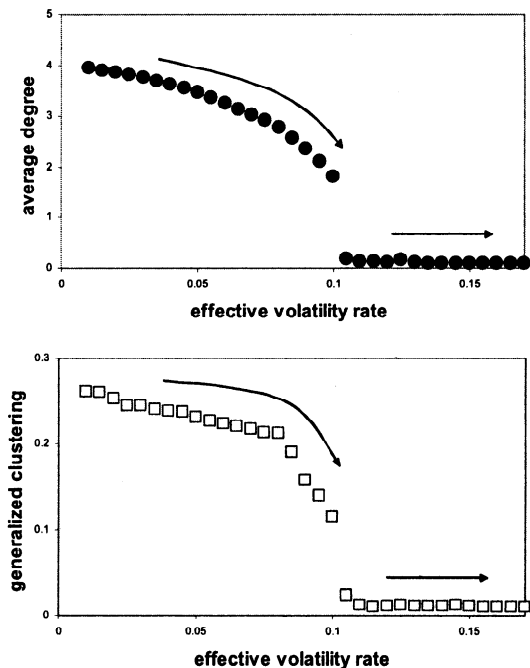 5
4
3
2
1
0
0 0.05 0.1 0.15
average degree
effective volatility rate
0.3
0.2
0.1
0
0 0.05 0.1 0.15
generalized clustering
effective volatility rate